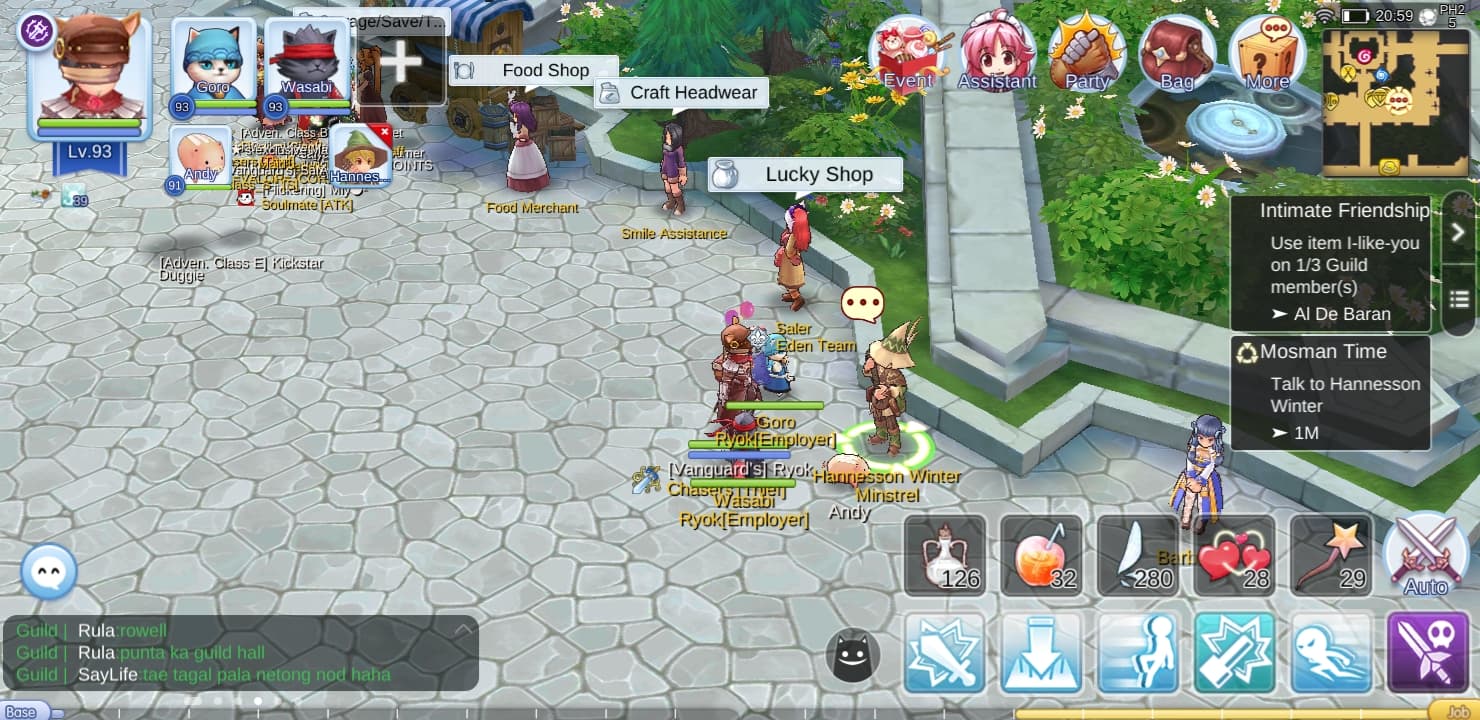 20:59
PH2
5
Event
Assistant
Party
Bag
More
Food Shop
Craft Headwear
Lucky Shop
Goro
93
Wasabi
93
Lv.93
Andy
91
Hannes...
39
Soulmate [ATK]
[Adven. Class E] Kickstar
Duggie
Food Merchant
Smile Assistance
Saler
Eden Team
Goro
Ryok[Employer]
[Vanguard's] Ryok
Wasabi
Ryok[Employer]
Hannesson Winter
Minstrel
Andy
Intimate Friendship
Use item I-like-you
on 1/3 Guild
member(s)
➢ Al De Baran
Mosman Time
Talk to Hannesson
Winter
➢ 1M
126
32
280
28
29
Auto
Guild | Rula:rowell
Guild | Rula:punta ka guild hall
Guild | SayLife:tae tagal pala netong nod haha
Base
Job